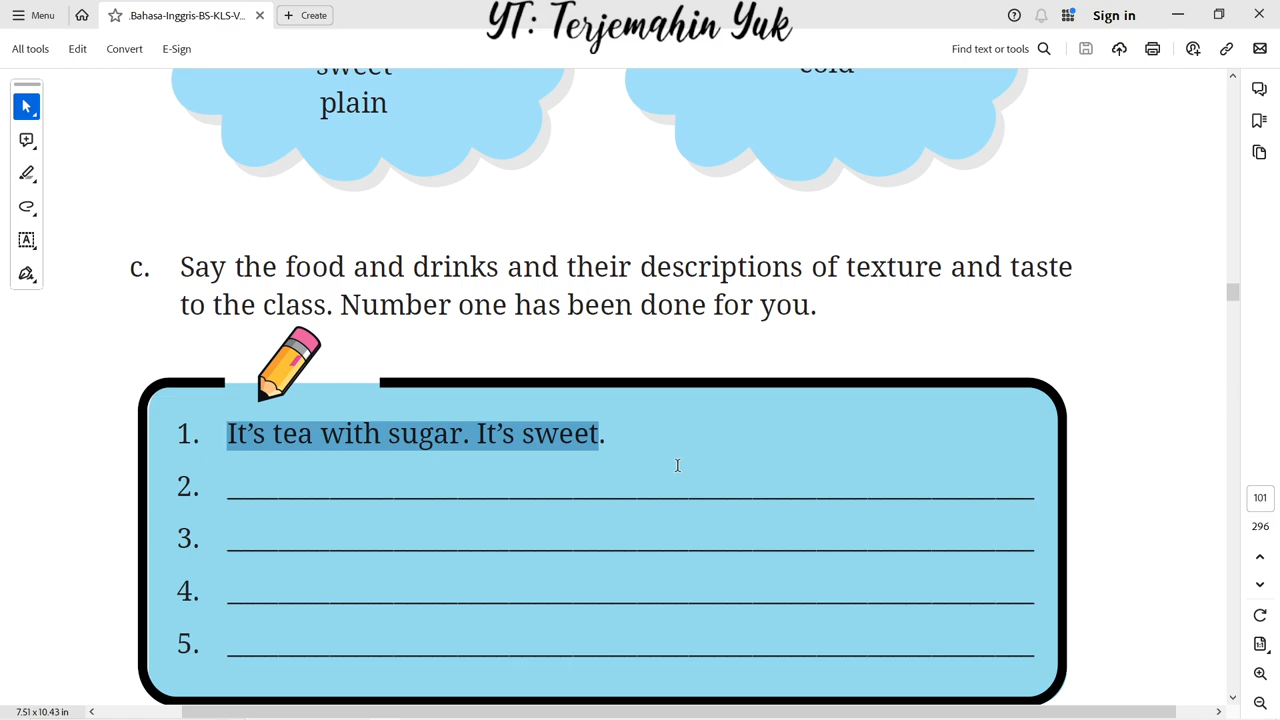 Menu
.Bahasa-Inggris-BS-KLS-V...
Create
YT: Terjemahin Yuk
Sign in
All tools
Edit
Convert
E-Sign
Find text or tools
sweet
plain
cold
c. Say the food and drinks and their descriptions of texture and taste
to the class. Number one has been done for you.
1. It's tea with sugar. It's sweet.
2.
3.
4.
5.
101
296
7.51 x 10.43 in